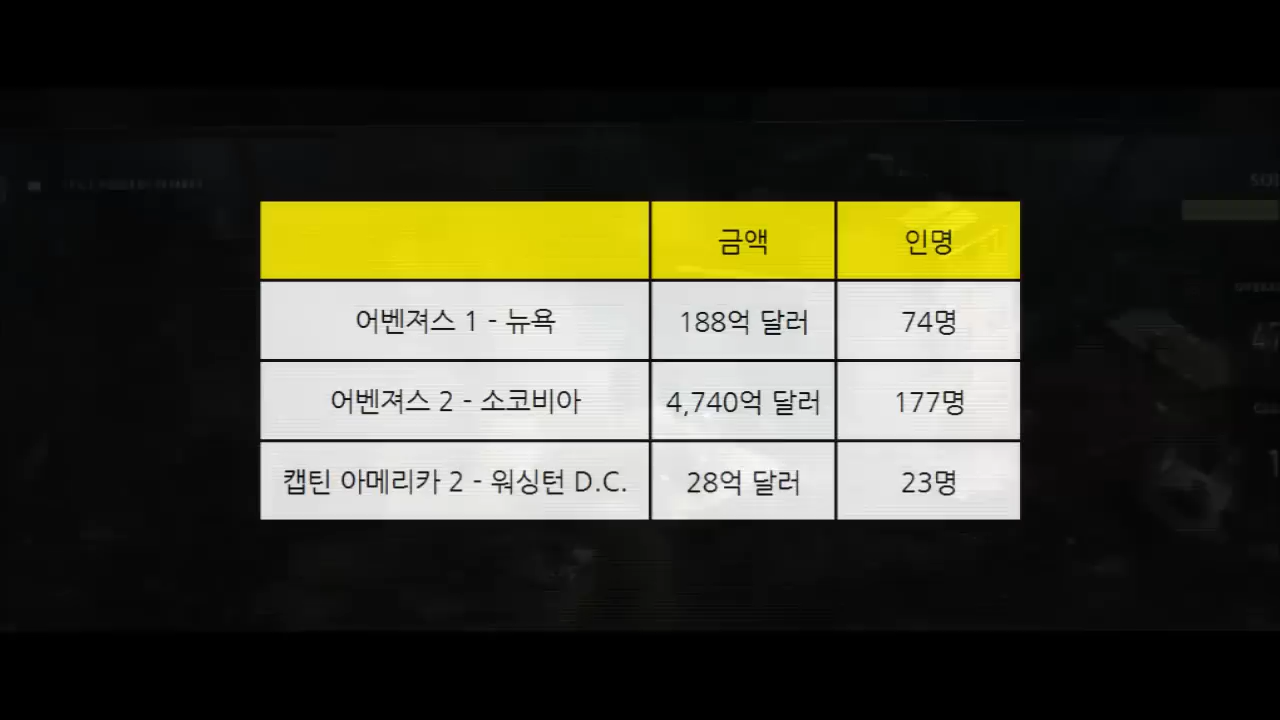 금액 인명
어벤져스 1 - 뉴욕 188억 달러 74명
어벤져스 2 - 소코비아 4,740억 달러 177명
캡틴 아메리카 2 - 워싱턴 D.C. 28억 달러 23명